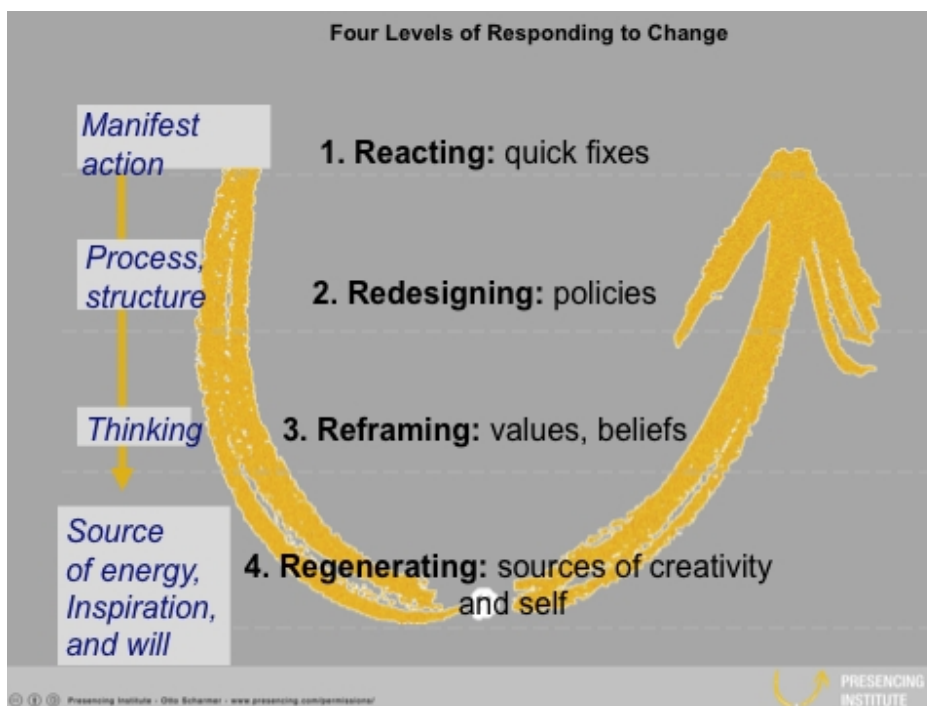 Four Levels of Responding to Change
Manifest
action
1. Reacting: quick fixes
Process,
structure
2. Redesigning: policies
Thinking
3. Reframing: values, beliefs
Source
of energy,
Inspiration,
and will
4. Regenerating: sources of creativity
and self
Presencing Institute - Otto Scharmer - www.presencing.com/permissions/
PRESENCING
INSTITUTE